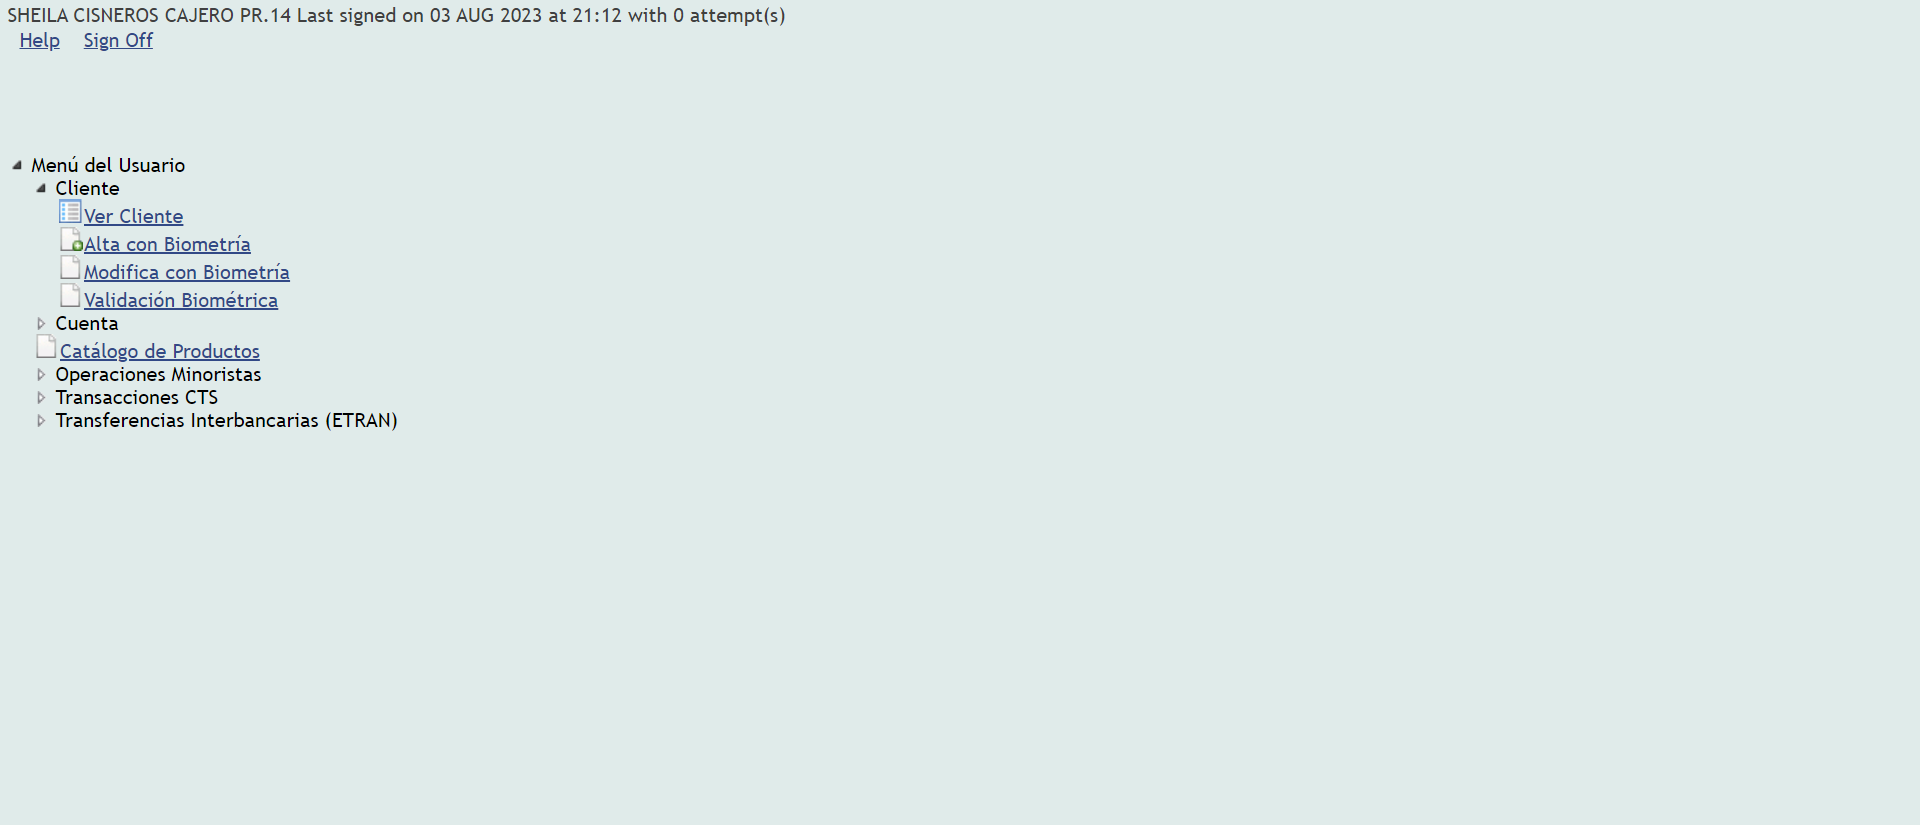 SHEILA CISNEROS CAJERO PR.14 Last signed on 03 AUG 2023 at 21:12 with 0 attempt(s)
Help Sign Off
Menú del Usuario
Cliente
Ver Cliente
Alta con Biometría
Modifica con Biometría
Validación Biométrica
Cuenta
Catálogo de Productos
Operaciones Minoristas
Transacciones CTS
Transferencias Interbancarias (ETRAN)